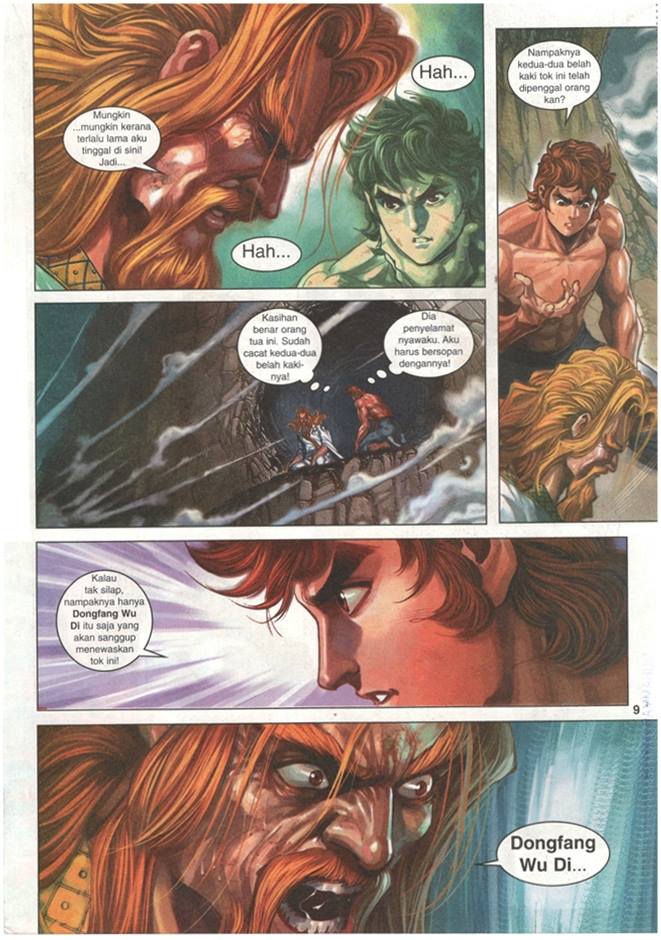 Hah...
Mungkin
...mungkin kerana
terlalu lama aku
tinggal di sini!
Jadi...
Hah...
Nampaknya
kedua-dua belah
kaki tok ini telah
dipenggal orang
kan?
Kasihan
benar orang
tua ini. Sudah
cacat kedua-dua
belah kaki-
nya!
Dia
penyelamat
nyawaku. Aku
harus bersopan
dengannya!
Kalau
tak silap,
nampaknya hanya
Dongfang Wu
Di itu saja yang
akan sanggup
menewaskan
tok ini!
9
Dongfang
Wu Di...